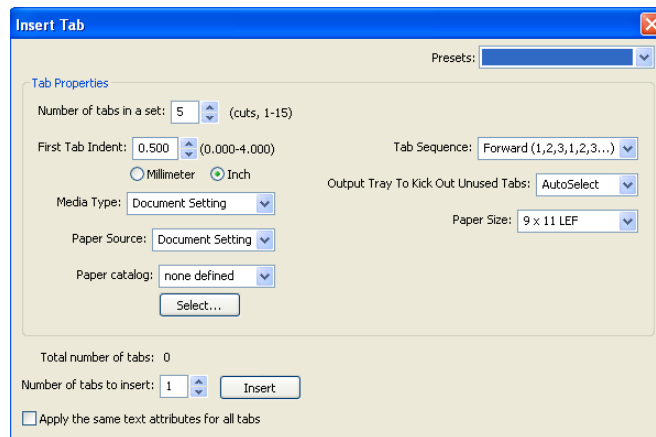 Insert Tab
Presets:
Tab Properties
Number of tabs in a set: 5 (cuts, 1-15)
First Tab Indent: 0.500 (0.000-4.000)
Millimeter Inch
Media Type: Document Setting
Paper Source: Document Setting
Paper catalog: none defined
Select...
Tab Sequence: Forward (1,2,3,1,2,3...)
Output Tray To Kick Out Unused Tabs: AutoSelect
Paper Size: 9 x 11 LEF
Total number of tabs: 0
Number of tabs to insert: 1 Insert
Apply the same text attributes for all tabs